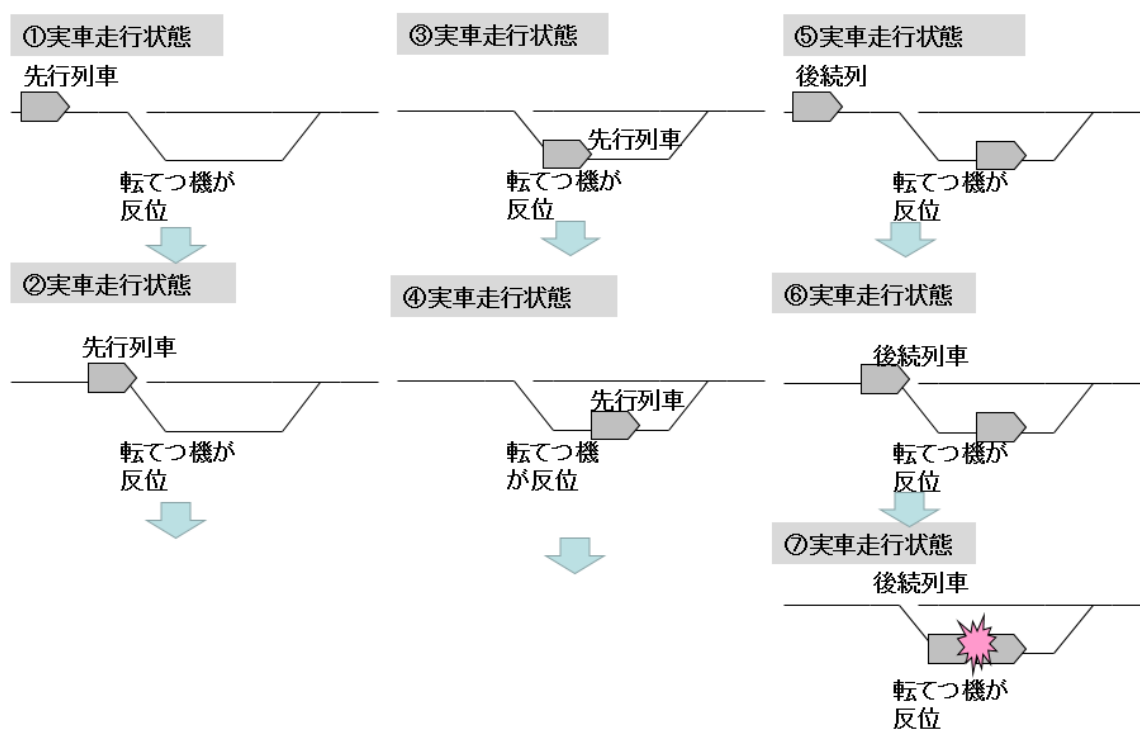 ①実車走行状態
先行列車
転てつ機が
反位
②実車走行状態
先行列車
転てつ機が
反位
③実車走行状態
先行列車
転てつ機が
反位
④実車走行状態
先行列車
転てつ機
が反位
⑤実車走行状態
後続列
転てつ機が
反位
⑥実車走行状態
後続列車
転てつ機が
反位
⑦実車走行状態
後続列車
転てつ機が
反位